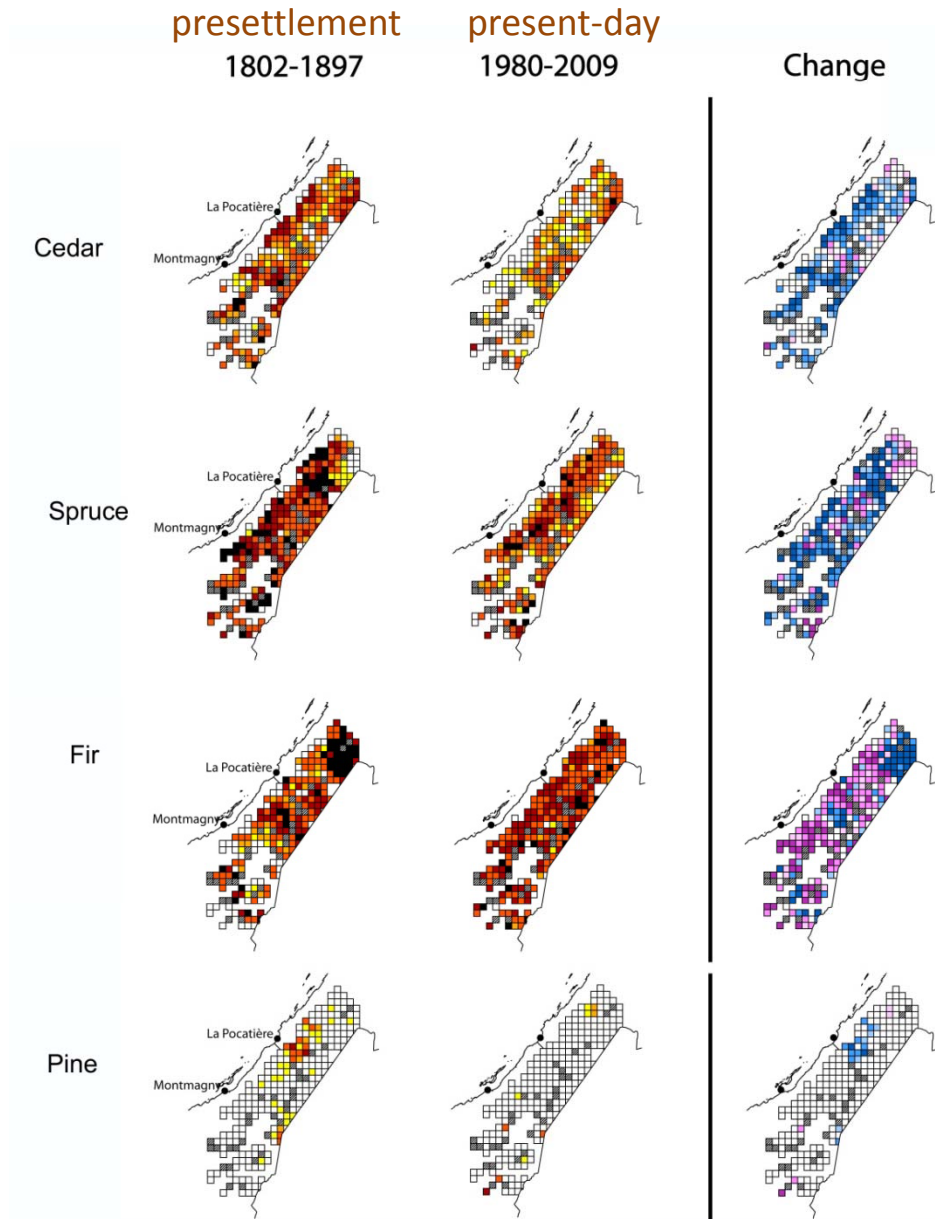 presettlement present-day
1802-1897 1980-2009 Change
La Pocatière
Cedar
Montmagny
La Pocatière
Spruce
Montmagny
Fir
La Pocatière
Montmagny
La Pocatière
Pine
Montmagny